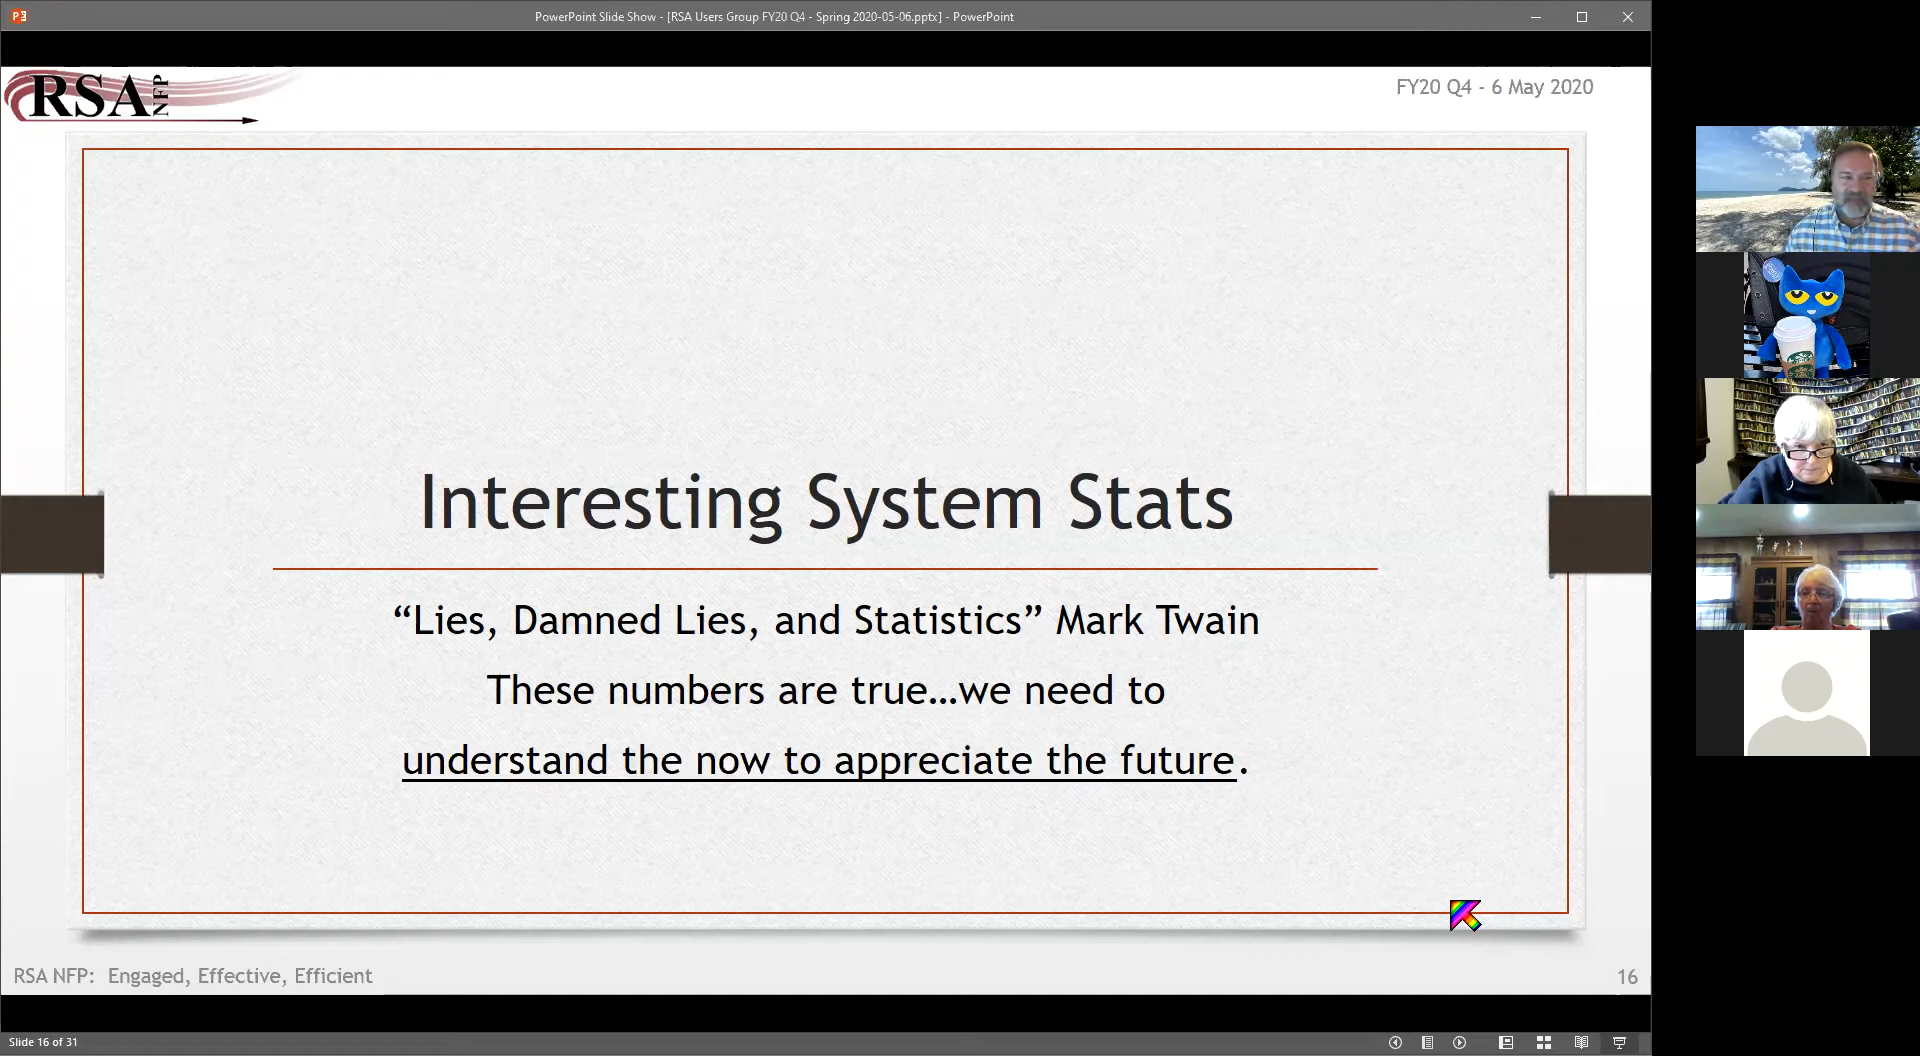 PowerPoint Slide Show - [RSA Users Group FY20 Q4 - Spring 2020-05-06.pptx] - PowerPoint
RSA NFP
FY20 Q4 - 6 May 2020
Interesting System Stats
“Lies, Damned Lies, and Statistics” Mark Twain
These numbers are true…we need to
understand the now to appreciate the future.
RSA NFP: Engaged, Effective, Efficient
16
Slide 16 of 31